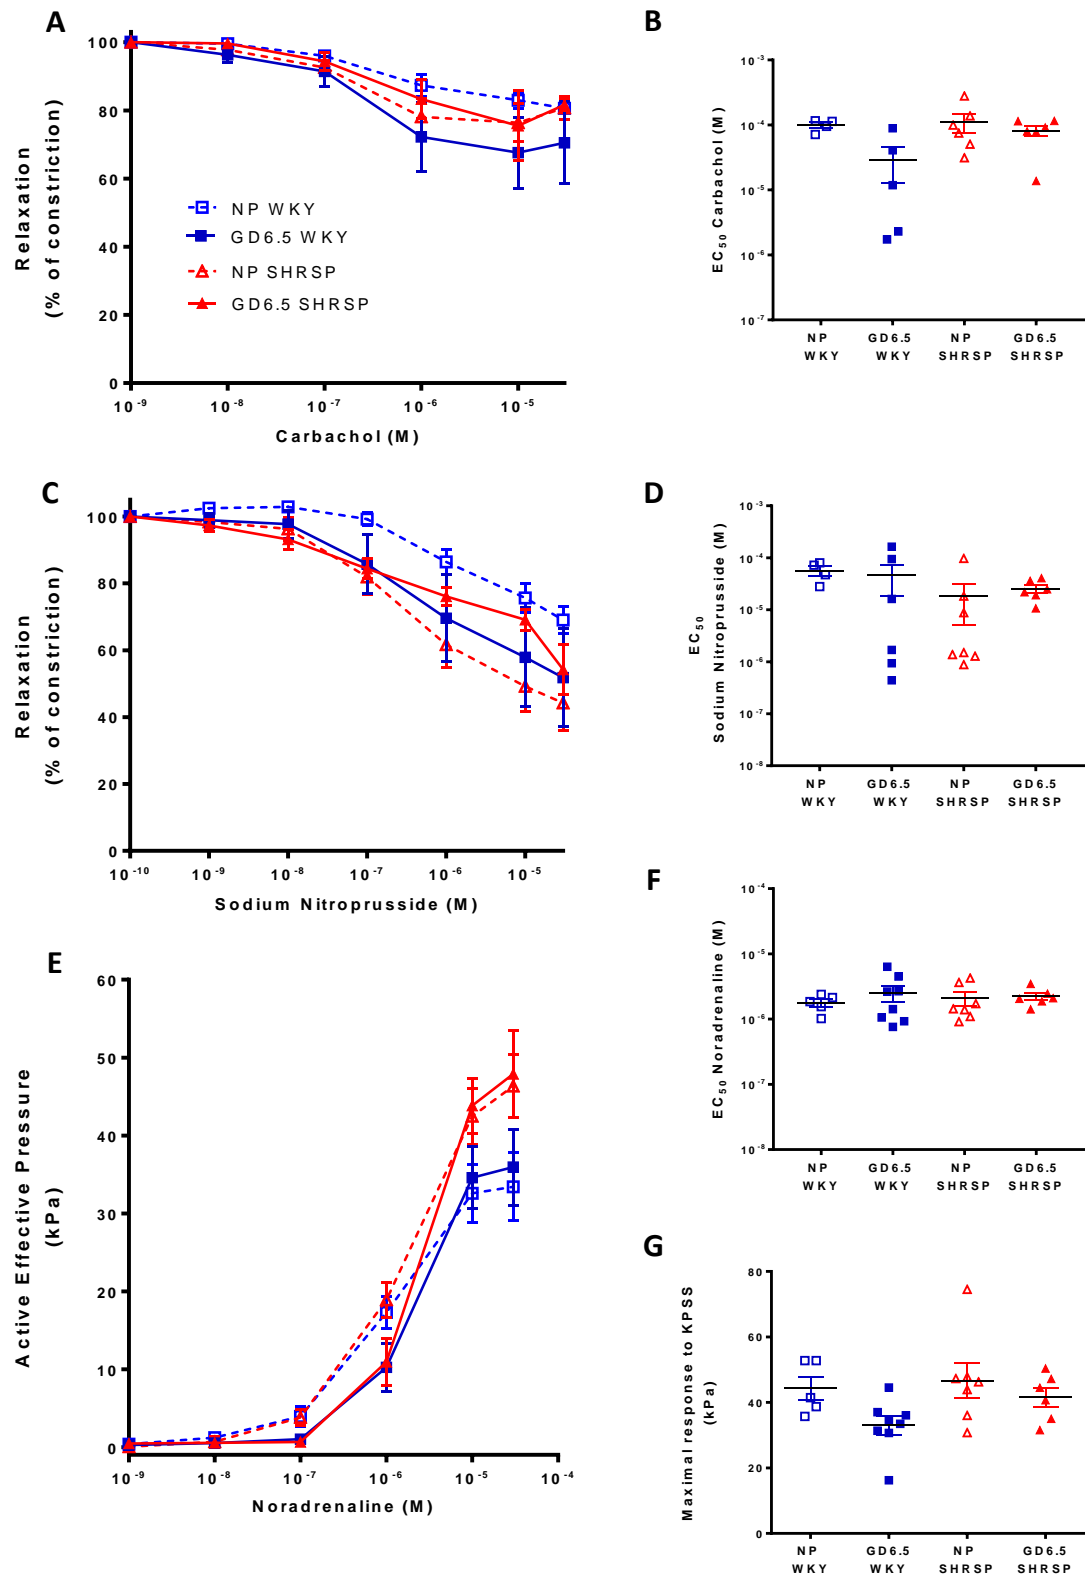 A
Relaxation
(% of constriction)
100
80
60
40
20
0
NP WKY
GD6.5 WKY
NP SHRSP
GD6.5 SHRSP
10-9 10-8 10-7 10-6 10-5
Carbachol (M)
B
EC50 Carbachol (M)
10-3
10-4
10-5
10-6
10-7
NP GD6.5 NP GD6.5
WKY WKY SHRSP SHRSP
C
Relaxation
(% of constriction)
100
80
60
40
20
0
10-10 10-9 10-8 10-7 10-6 10-5
Sodium Nitroprusside (M)
D
EC50
Sodium Nitroprusside (M)
10-3
10-4
10-5
10-6
10-7
10-8
NP GD6.5 NP GD6.5
WKY WKY SHRSP SHRSP
E
Active Effective Pressure
(kPa)
60
50
40
30
20
10
0
10-9 10-8 10-7 10-6 10-5 10-4
Noradrenaline (M)
F
EC50 Noradrenaline (M)
10-4
10-5
10-6
10-7
10-8
NP GD6.5 NP GD6.5
WKY WKY SHRSP SHRSP
G
Maximal response to KPSS
(kPa)
80
60
40
20
0
NP GD6.5 NP GD6.5
WKY WKY SHRSP SHRSP